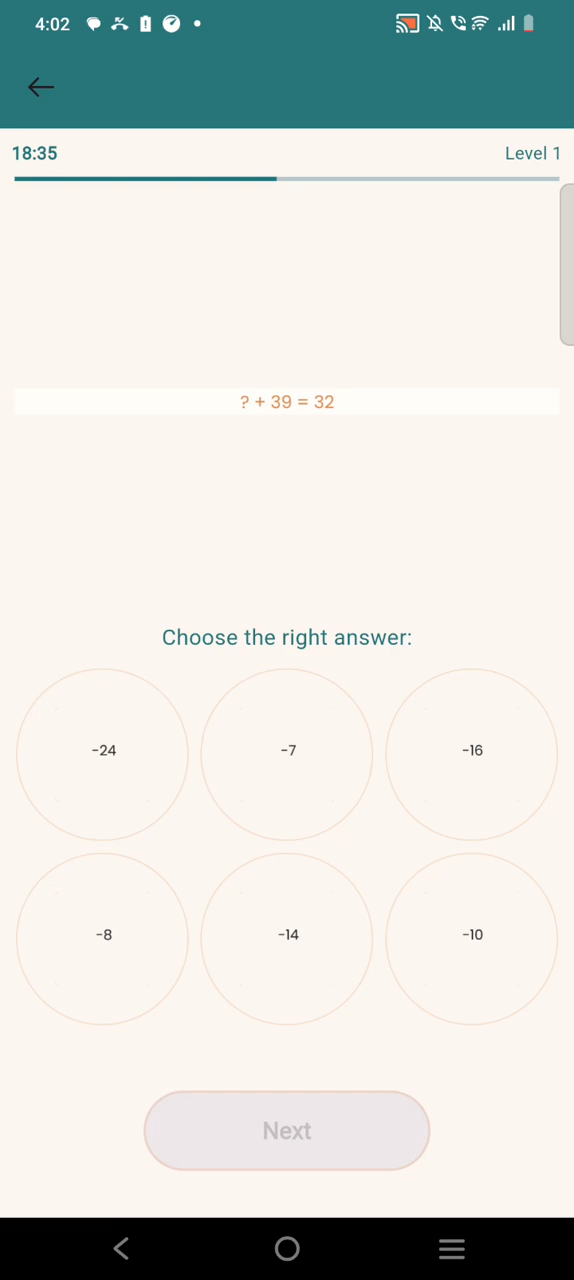 4:02
18:35
Level 1
? + 39 = 32
Choose the right answer:
-24
-7
-16
-8
-14
-10
Next